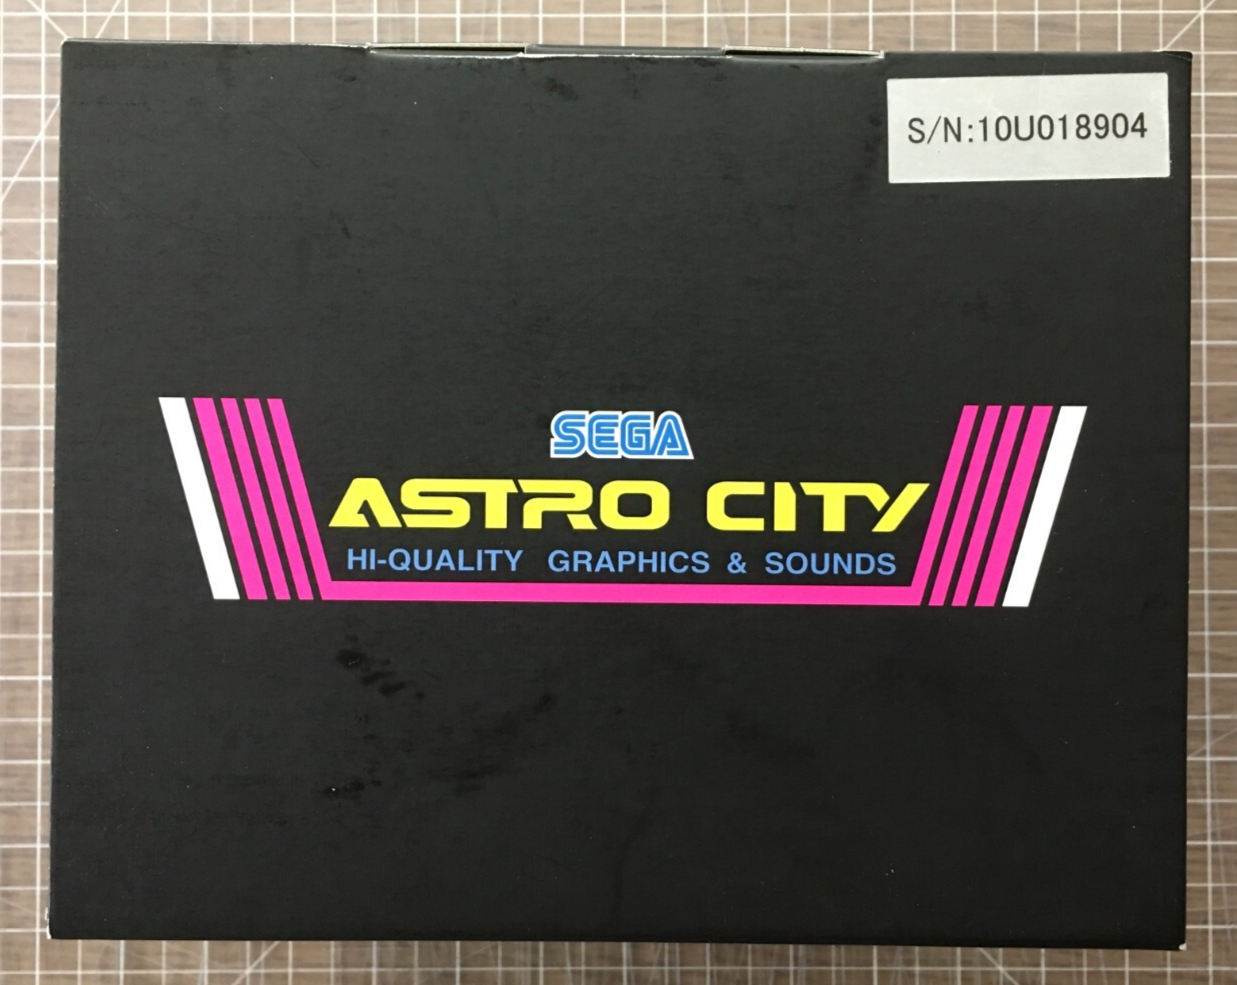 S/N:10U018904
SEGA
ASTRO CITY
HI-QUALITY GRAPHICS & SOUNDS